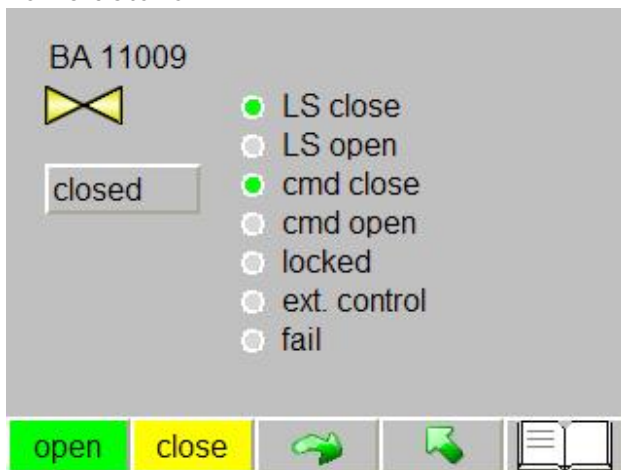 BA 11009
closed
LS close
LS open
cmd close
cmd open
locked
ext. control
fail
open close